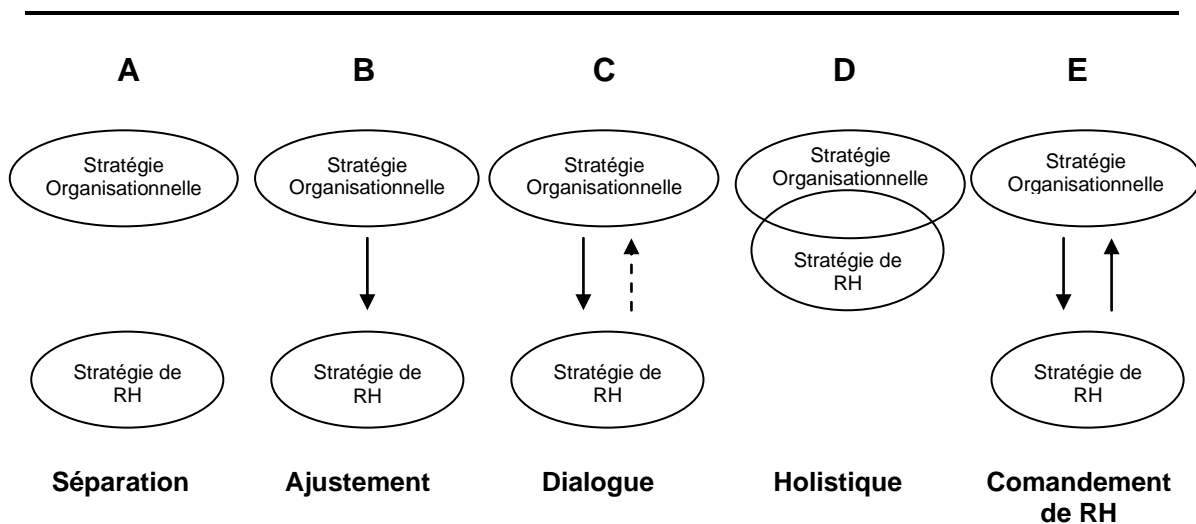 A B C D E
Stratégie
Organisationnelle
Stratégie
Organisationnelle
Stratégie
Organisationnelle
Stratégie
Organisationnelle
Stratégie
Organisationnelle
Stratégie de
RH
Stratégie de
RH
Stratégie de
RH
Stratégie de
RH
Stratégie de
RH
Séparation
Ajustement
Dialogue
Holistique
Comandement
de RH